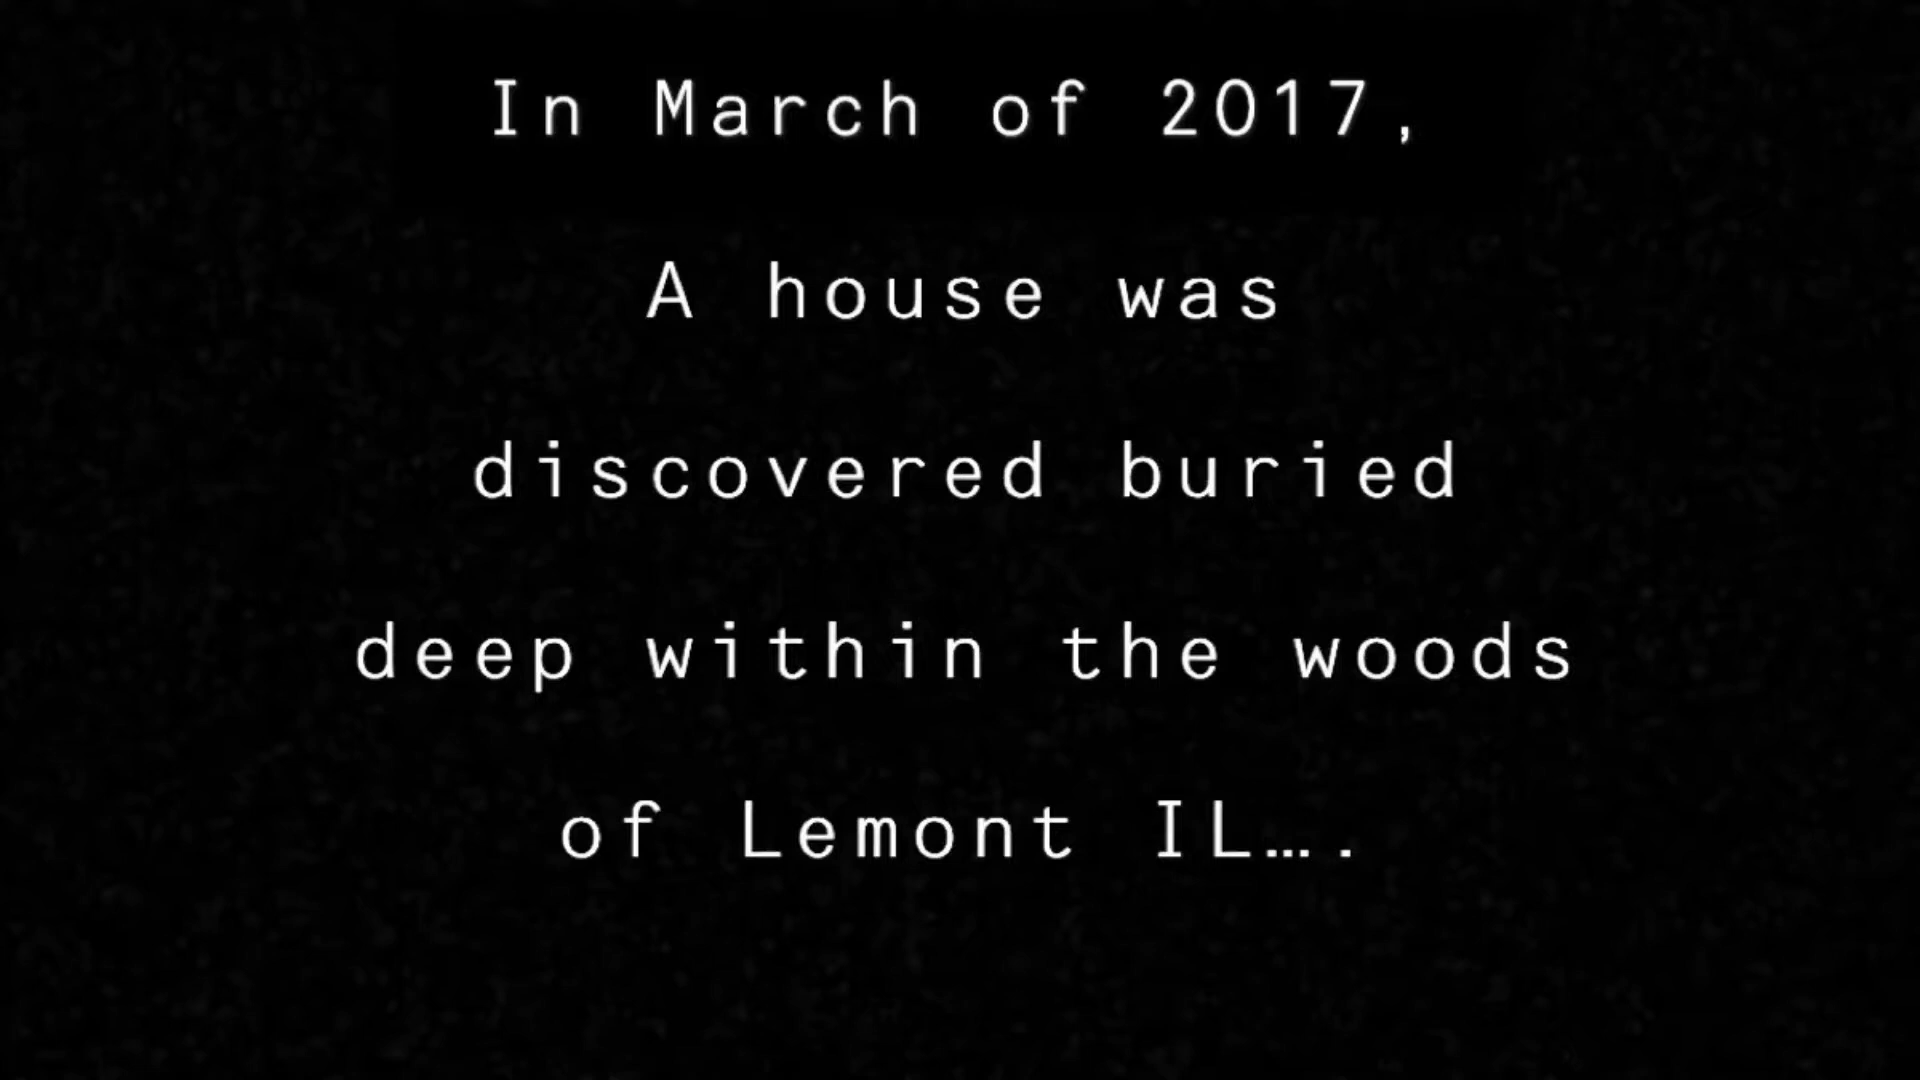 In March of 2017,
A house was
discovered buried
deep within the woods
of Lemont IL….